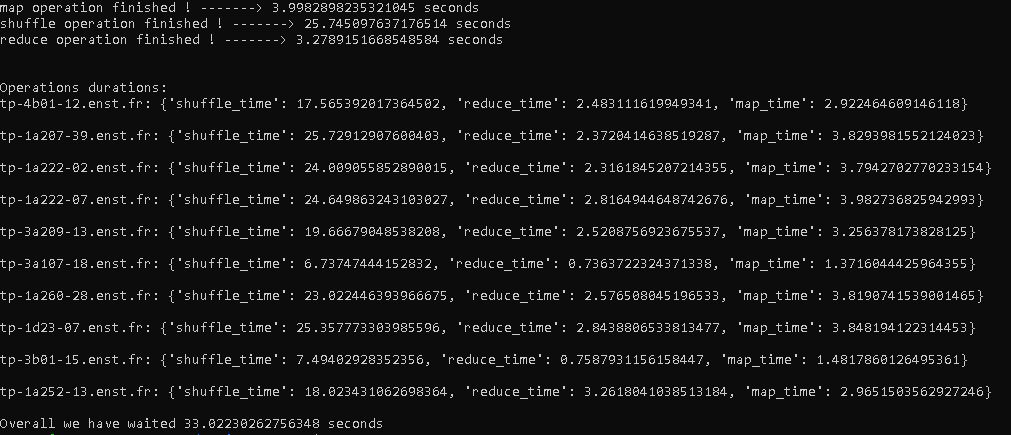 map operation finished ! -------> 3.9982898235321045 seconds
shuffle operation finished ! -------> 25.745097637176514 seconds
reduce operation finished ! -------> 3.2789151668548584 seconds
Operations durations:
tp-4b01-12.enst.fr: {'shuffle_time': 17.565392017364502, 'reduce_time': 2.483111619949341, 'map_time': 2.922464609146118}
tp-1a207-39.enst.fr: {'shuffle_time': 25.72912907600403, 'reduce_time': 2.3720414638519287, 'map_time': 3.8293981552124023}
tp-1a222-02.enst.fr: {'shuffle_time': 24.009055852890015, 'reduce_time': 2.3161845207214355, 'map_time': 3.7942702770233154}
tp-1a222-07.enst.fr: {'shuffle_time': 24.649863243103027, 'reduce_time': 2.8164944648742676, 'map_time': 3.982736825942993}
tp-3a209-13.enst.fr: {'shuffle_time': 19.66679048538208, 'reduce_time': 2.5208756923675537, 'map_time': 3.256378173828125}
tp-3a107-18.enst.fr: {'shuffle_time': 6.73747444152832, 'reduce_time': 0.7363722324371338, 'map_time': 1.3716044425964355}
tp-1a260-28.enst.fr: {'shuffle_time': 23.022446393966675, 'reduce_time': 2.576508045196533, 'map_time': 3.8190741539001465}
tp-1d23-07.enst.fr: {'shuffle_time': 25.357773303985596, 'reduce_time': 2.8438806533813477, 'map_time': 3.848194122314453}
tp-3b01-15.enst.fr: {'shuffle_time': 7.49402928352356, 'reduce_time': 0.7587931156158447, 'map_time': 1.4817860126495361}
tp-1a252-13.enst.fr: {'shuffle_time': 18.023431062698364, 'reduce_time': 3.2618041038513184, 'map_time': 2.9651503562927246}
Overall we have waited 33.02230262756348 seconds